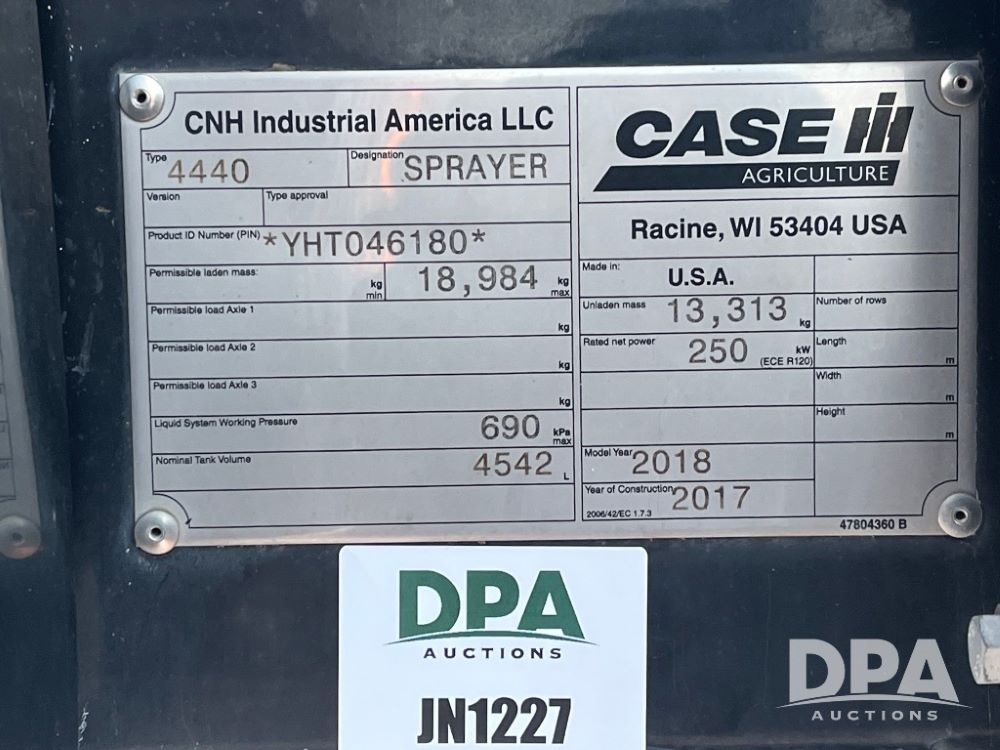 CNH Industrial America LLC
Type 4440 Designation SPRAYER
Version Type approval
Product ID Number (PIN) *YHT046180*
Permissible laden mass: kg min 18,984 kg max
Permissible load Axle 1 kg
Permissible load Axle 2 kg
Permissible load Axle 3 kg
Liquid System Working Pressure 690 kPa max
Nominal Tank Volume 4542 L
CASE IH
AGRICULTURE
Racine, WI 53404 USA
Made in: U.S.A.
Unladen mass 13,313 kg Number of rows
Rated net power 250 kW (ECE R120) Length m
Width m
Height m
Model Year 2018
Year of Construction 2017
2006/42/EC 1.7.3
47804360 B
DPA
AUCTIONS
JN1227
DPA
AUCTIONS